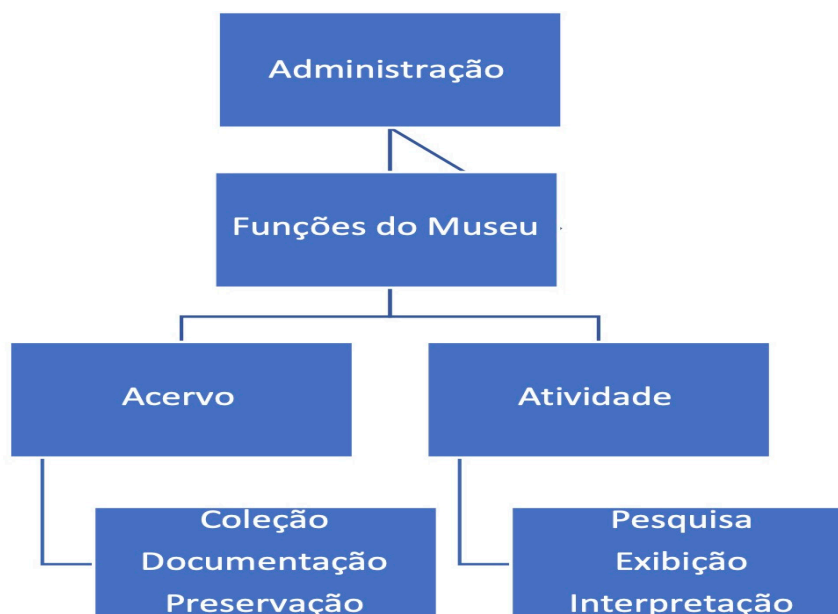 Administração
Funções do Museu
Acervo
Atividade
Coleção
Documentação
Preservação
Pesquisa
Exibição
Interpretação